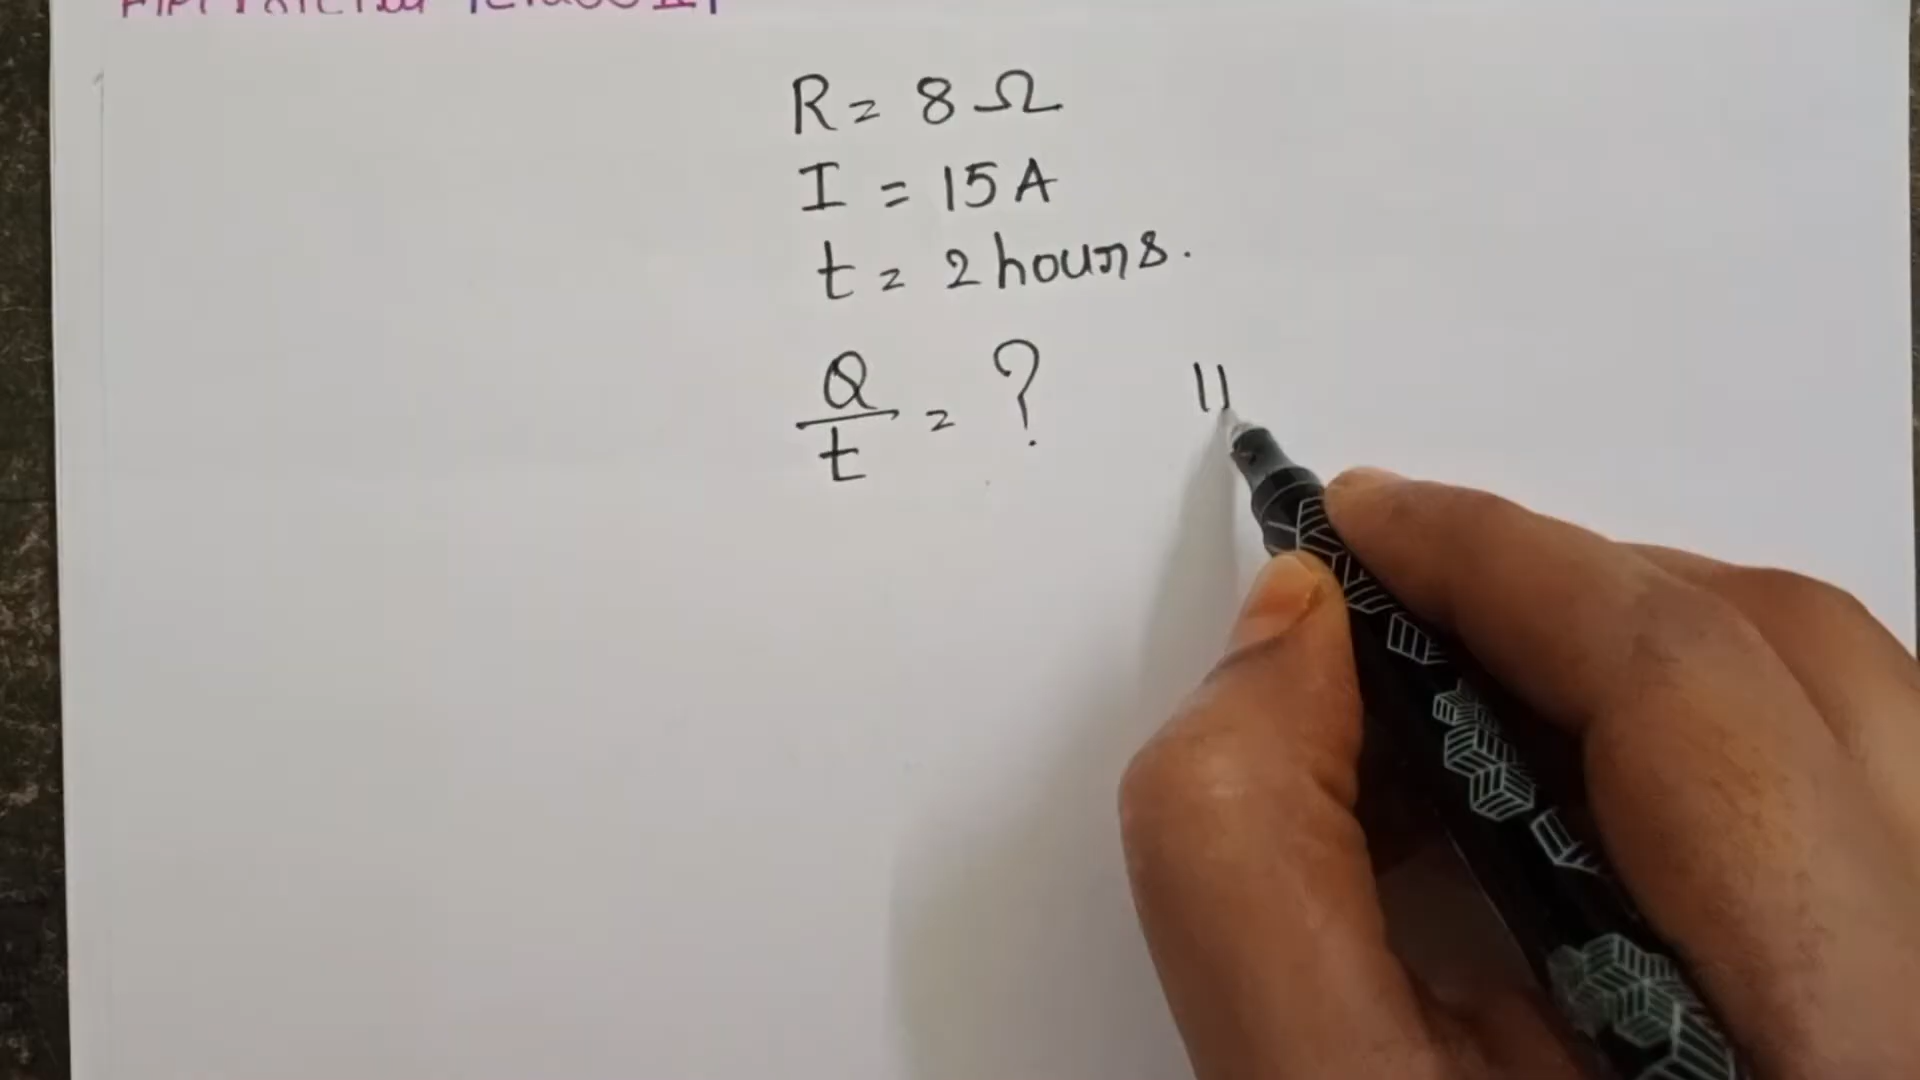 R = 8 Ω
I = 15 A
t = 2 hours.
Q/t = ?